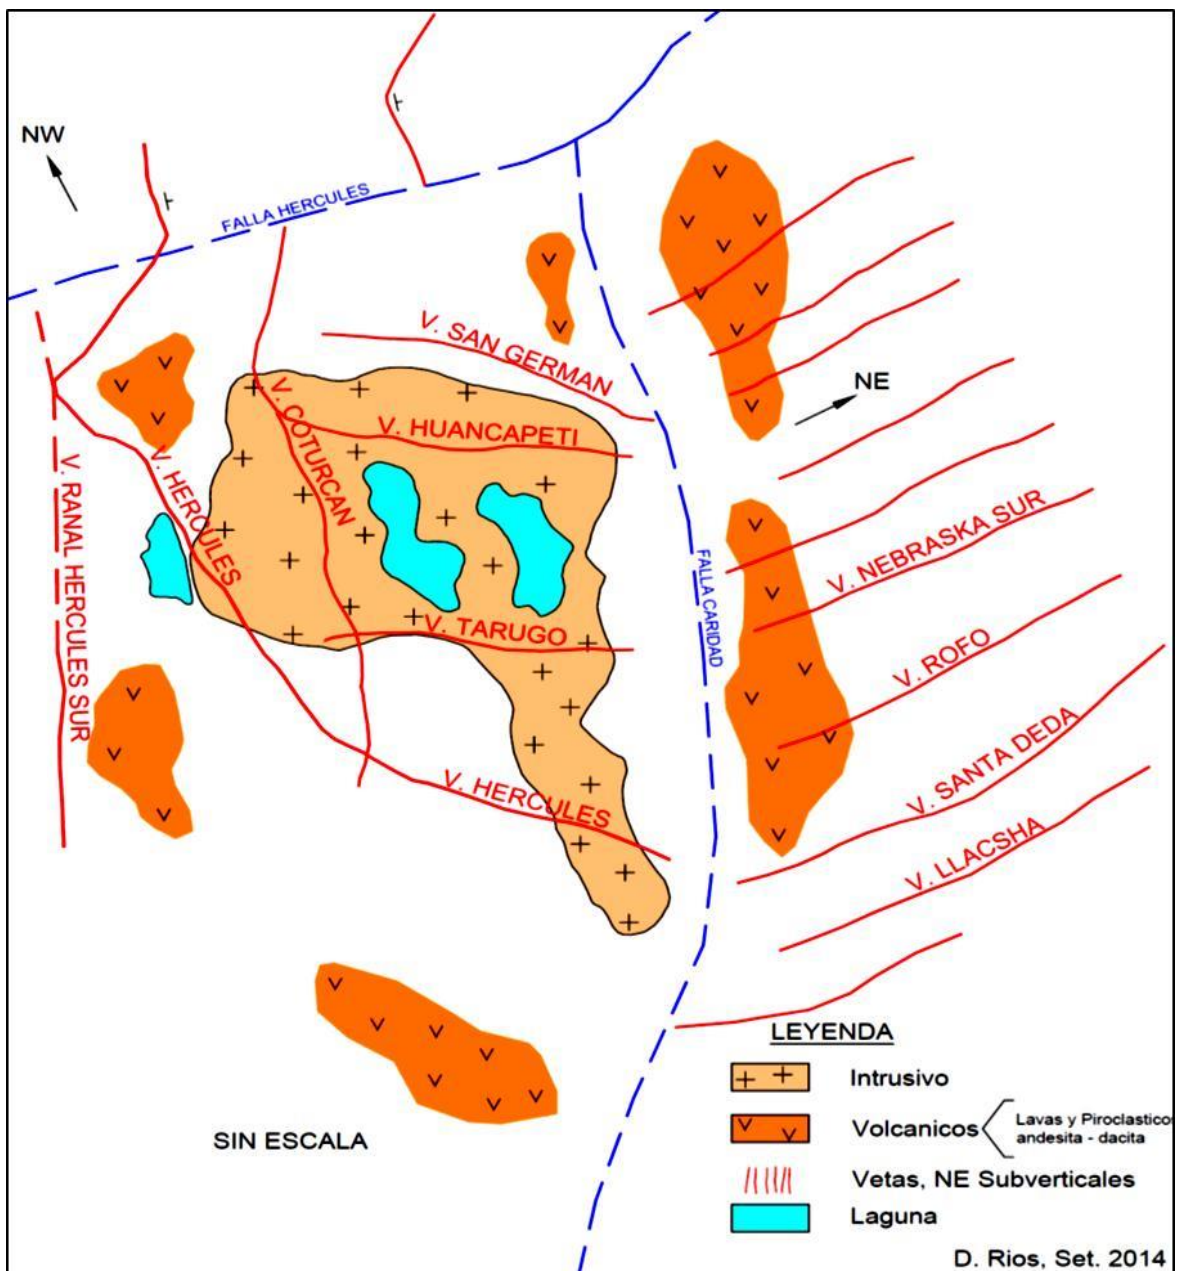 NW
FALLA HERCULES
V. SAN GERMAN
NE
V. COTURCAN
V. HUANCAPETI
V. HERCULES
V. RANAL HERCULES SUR
V. NEBRASKA SUR
FALLA CARIDAD
V. TARUGO
V. ROFO
V. SANTA DEDA
V. HERCULES
V. LLACSHA
LEYENDA
Intrusivo
Volcanicos
Lavas y Piroclasticos
andesita - dacita
SIN ESCALA
Vetas, NE Subverticales
Laguna
D. Rios, Set. 2014